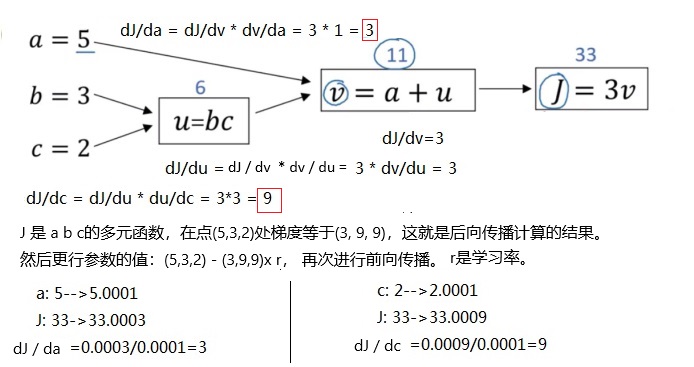 dJ/da = dJ/dv * dv/da = 3 * 1 = 3
a = 5
11
33
b = 3
6
v = a + u
J = 3v
u=bc
c = 2
dJ/dv=3
dJ/du = dJ / dv * dv / du = 3 * dv/du = 3
dJ/dc = dJ/du * du/dc = 3*3 = 9
J 是 a b c的多元函数，在点(5,3,2)处梯度等于(3, 9, 9)，这就是后向传播计算的结果。
然后更行参数的值：(5,3,2) - (3,9,9)x r， 再次进行前向传播。 r是学习率。
a: 5-->5.0001
J: 33->33.0003
dJ / da =0.0003/0.0001=3
c: 2-->2.0001
J: 33->33.0009
dJ / dc =0.0009/0.0001=9